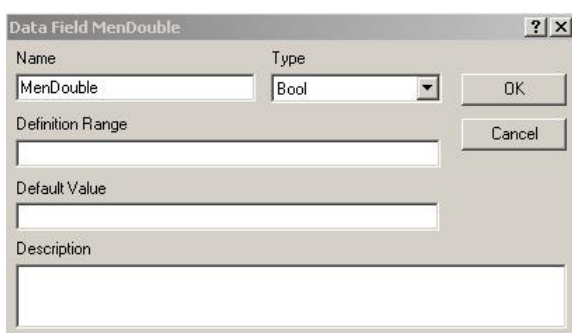 Data Field MenDouble
Name Type
MenDouble Bool OK
Definition Range
Cancel
Default Value
Description